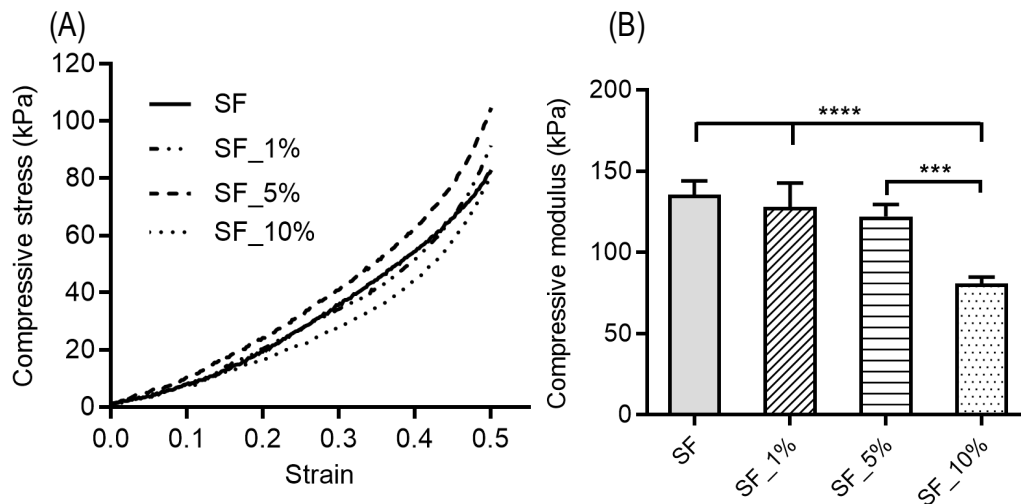 (A)
Compressive stress (kPa)
120
100
80
60
40
20
0
SF
SF_1%
SF_5%
SF_10%
0.0 0.1 0.2 0.3 0.4 0.5
Strain
(B)
Compressive modulus (kPa)
200
150
100
50
0
****
***
SF SF_1% SF_5% SF_10%